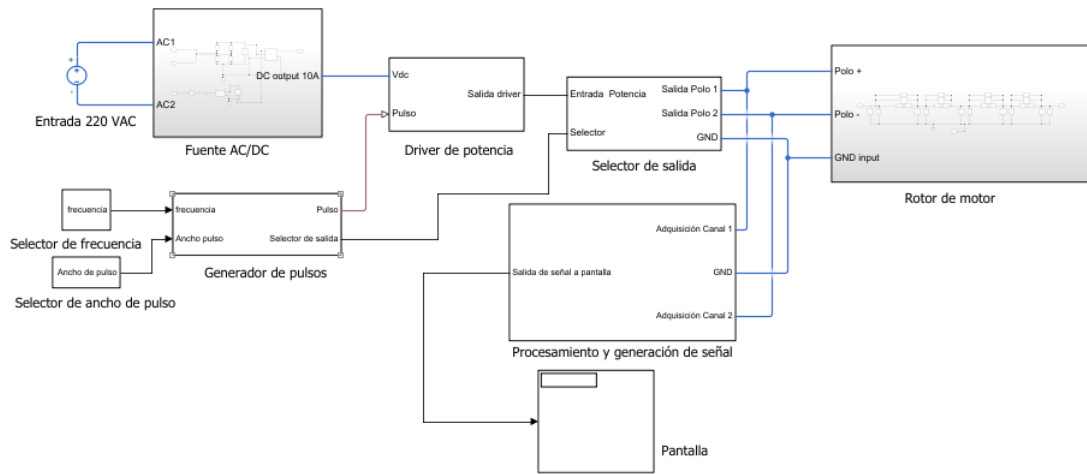 AC1
AC2
DC output 10A
+
-
Entrada 220 VAC
Fuente AC/DC
Vdc
Pulso
Salida driver
Driver de potencia
Entrada Potencia
Selector
Salida Polo 1
Salida Polo 2
GND
Selector de salida
Polo +
Polo -
GND input
Rotor de motor
frecuencia
Selector de frecuencia
Ancho de pulso
Selector de ancho de pulso
frecuencia
Ancho pulso
Pulso
Selector de salida
Generador de pulsos
Salida de señal a pantalla
Adquisición Canal 1
GND
Adquisición Canal 2
Procesamiento y generación de señal
Pantalla